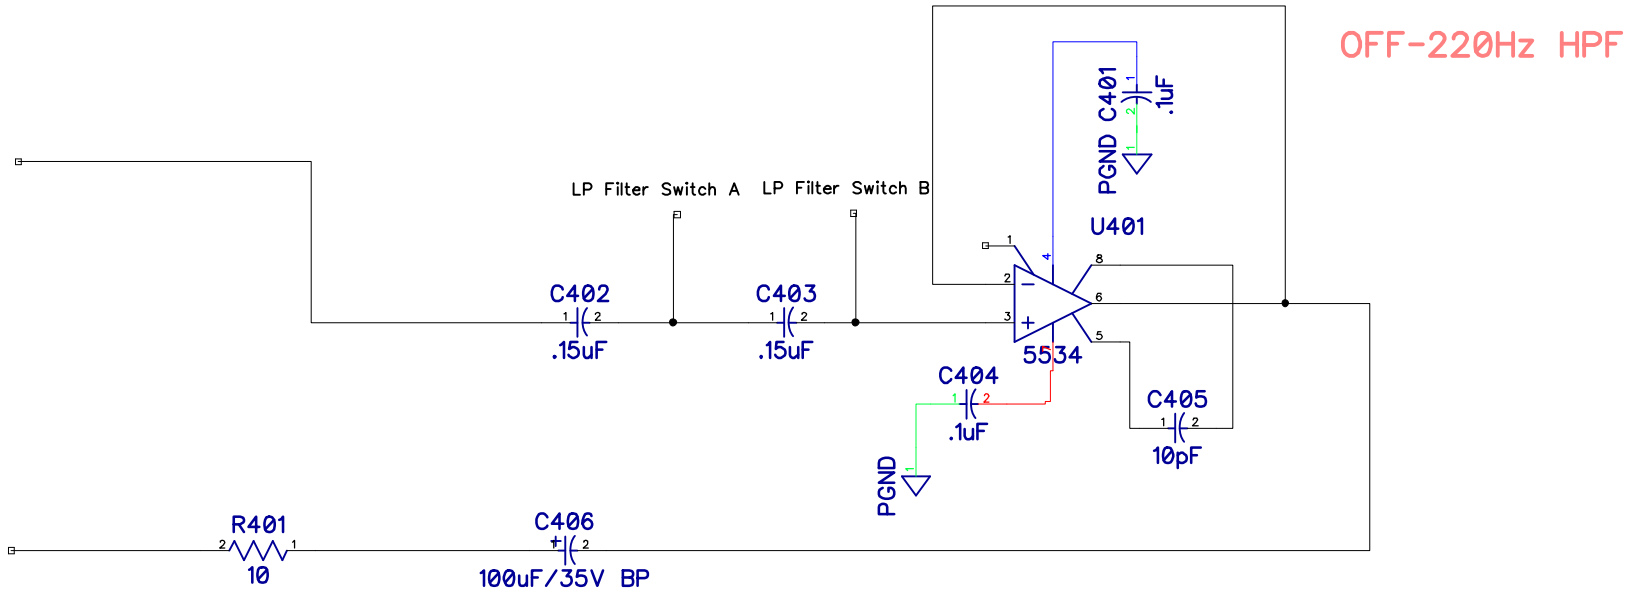 OFF-220Hz HPF
1
C401
.1uF
2
1
PGND
LP Filter Switch A
LP Filter Switch B
U401
1
4
8
2
6
3
5
C402
1 2
.15uF
C403
1 2
.15uF
5534
C404
1 2
.1uF
C405
1 2
10pF
1
PGND
R401
2 1
10
C406
+ 2
100uF/35V BP